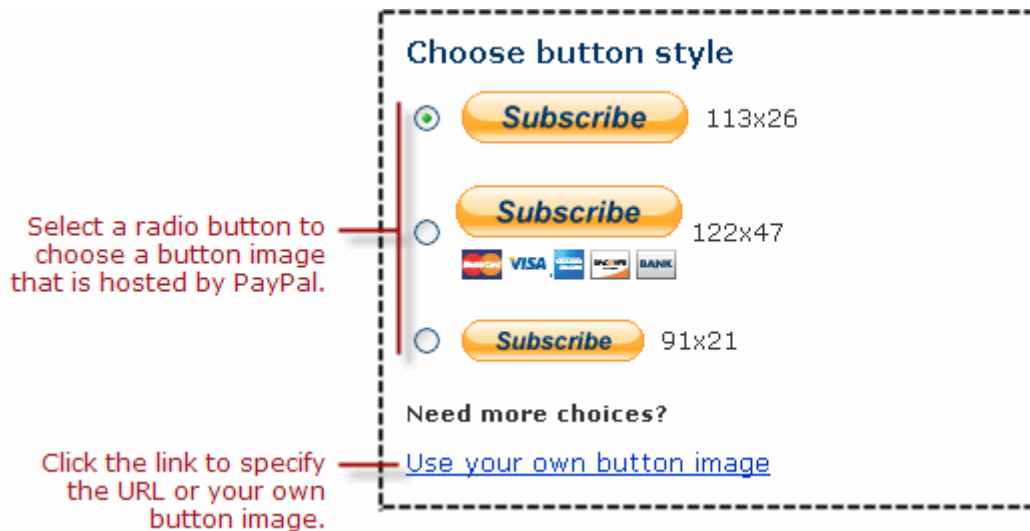 Choose button style
Subscribe 113x26
Select a radio button to
choose a button image
that is hosted by PayPal.
Subscribe
122x47
MasterCard VISA BANK
Subscribe 91x21
Need more choices?
Click the link to specify
the URL or your own
button image.
Use your own button image